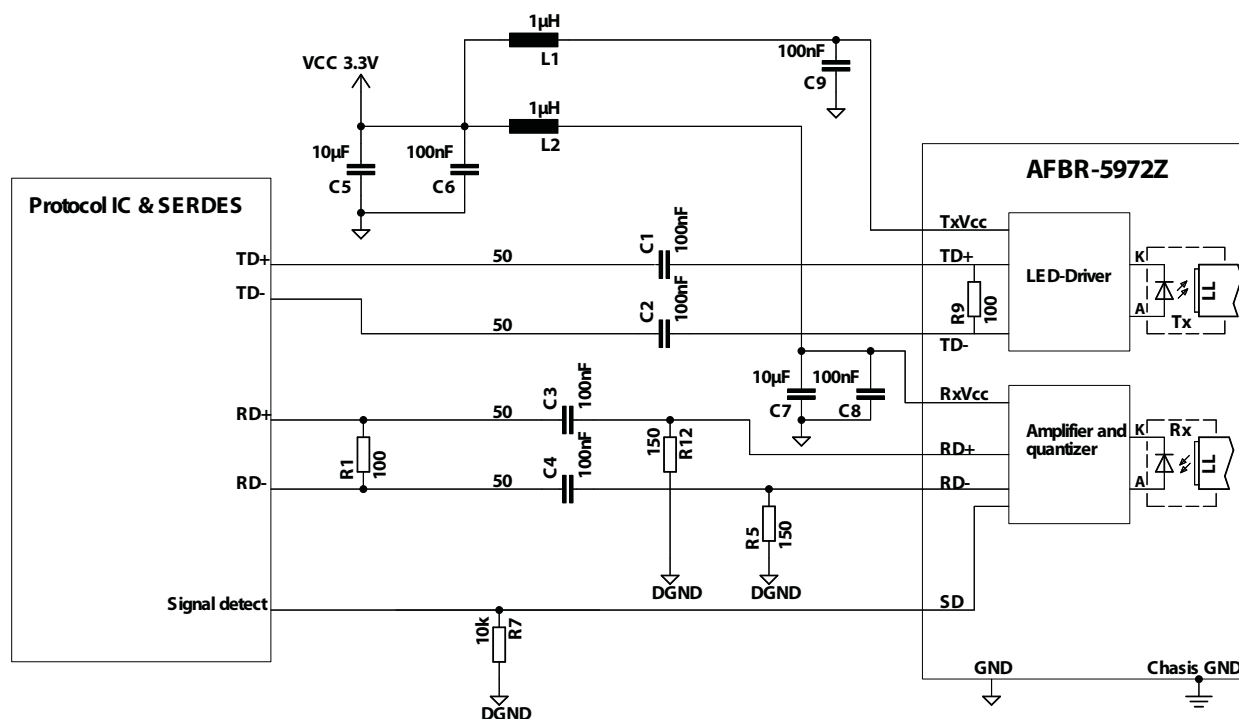 1µH
L1
100nF
C9
VCC 3.3V
1µH
L2
10µF
C5
100nF
C6
AFBR-5972Z
Protocol IC & SERDES
TxVcc
TD+
50
C1
100nF
TD+
LED-Driver
K
A
LL
Tx
TD-
50
C2
100nF
R9
100
TD-
10µF
C7
100nF
C8
RxVcc
RD+
50
C3
100nF
150
R12
RD+
Amplifier and
quantizer
K
A
Rx
LL
R1
100
RD-
50
C4
100nF
RD-
R5
150
DGND
DGND
Signal detect
SD
10k
R7
DGND
GND
Chasis GND